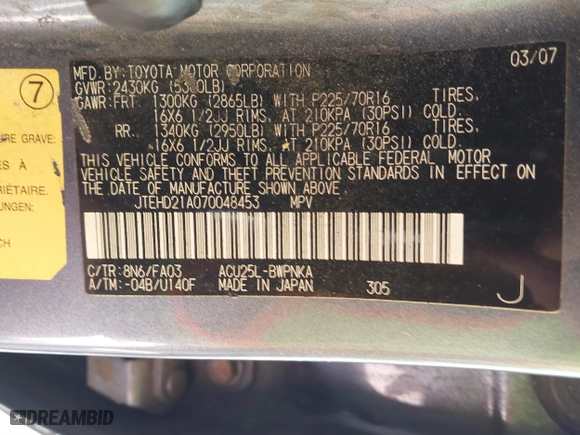 MFD.BY:TOYOTA MOTOR CORPORATION 03/07
GVWR:2430KG
GAWR:FRT. 1300KG (2865LB) WITH P225/70R16 TIRES,
16X6 1/2JJ RIMS, AT 210KPA (30PSI) COLD.
RR. 1340KG (2950LB) WITH P225/70R16 TIRES,
16X6 1/2JJ RIMS, AT 210KPA (30PSI) COLD.
THIS VEHICLE CONFORMS TO ALL APPLICABLE FEDERAL MOTOR
VEHICLE SAFETY AND THEFT PREVENTION STANDARDS IN EFFECT ON
THE DATE OF MANUFACTURE SHOWN ABOVE.
JTEHD21A070048453 MPV
C/TR:8N6/FA03 ACU25L-BWPNKA
A/TM:-04B/U140F MADE IN JAPAN 305 J
7
GRAVE.
ÈS À
UNGEN:
CH
DREAMBID